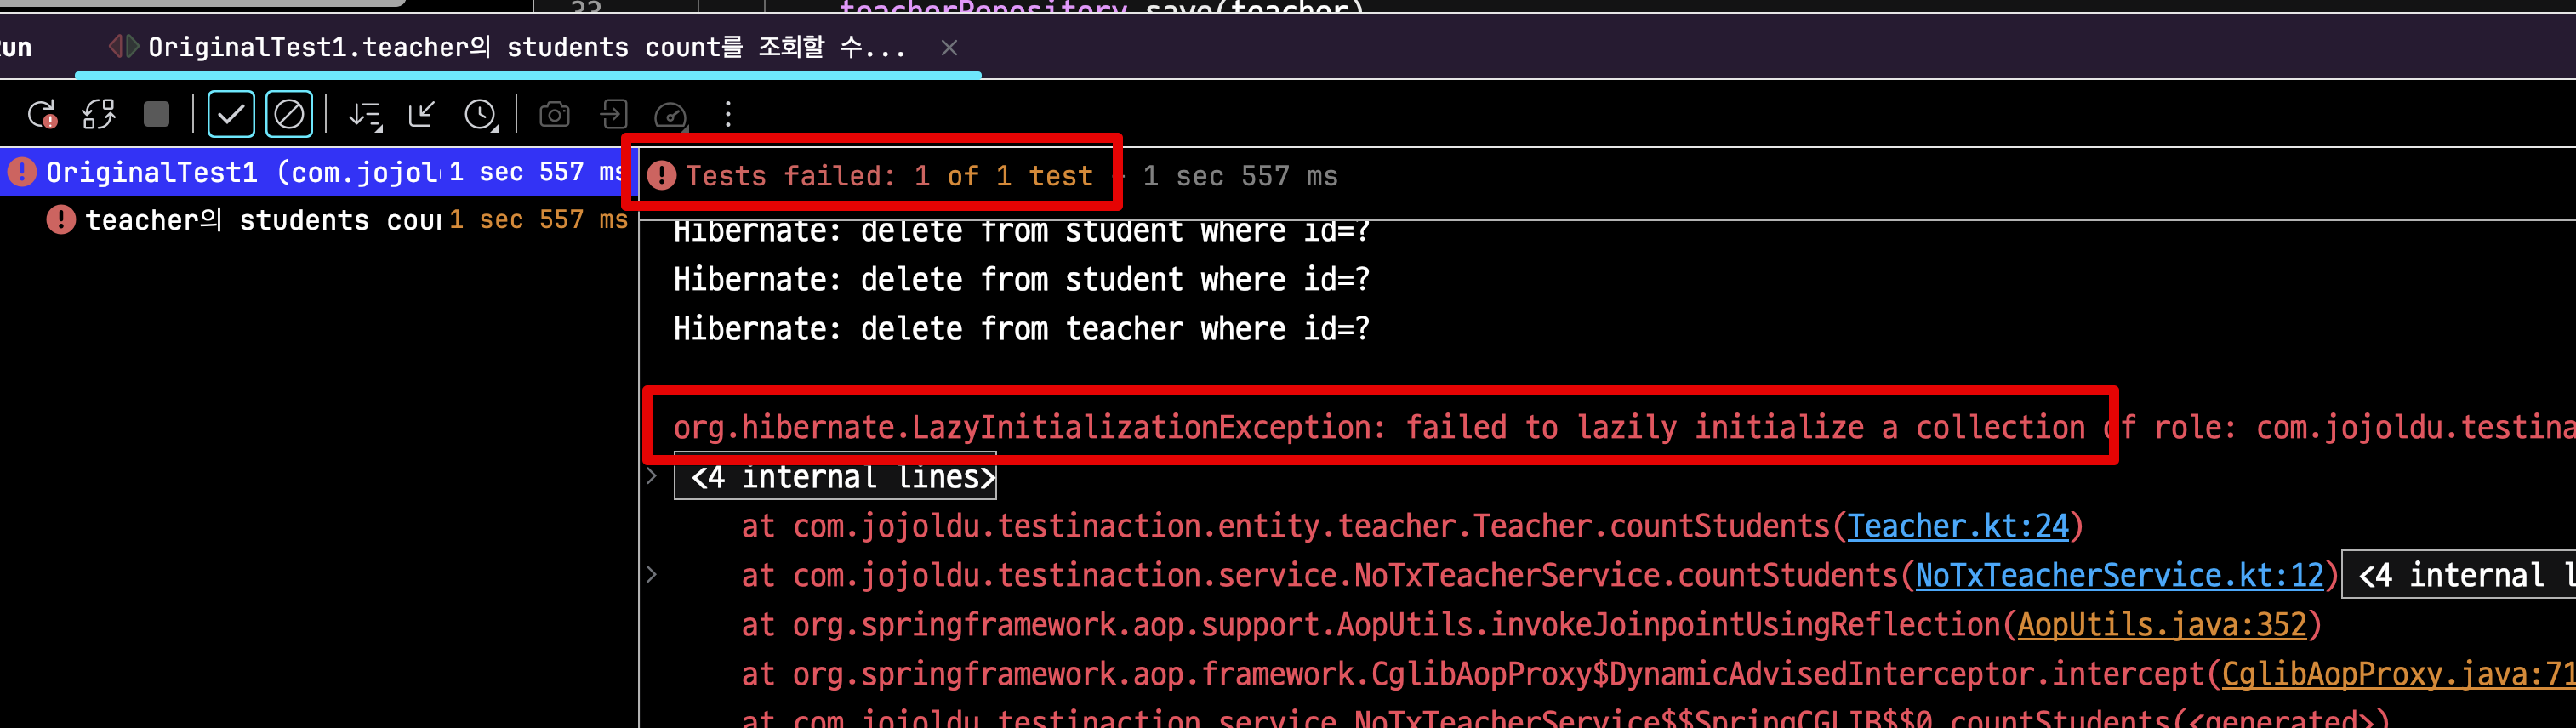 33 teacherRepository.save(teacher)
un OriginalTest1.teacher의 students count를 조회할 수...
OriginalTest1 (com.jojol 1 sec 557 ms
Tests failed: 1 of 1 test - 1 sec 557 ms
teacher의 students cou 1 sec 557 ms
Hibernate: delete from student where id=?
Hibernate: delete from student where id=?
Hibernate: delete from teacher where id=?
org.hibernate.LazyInitializationException: failed to lazily initialize a collection of role: com.jojoldu.testina
<4 internal lines>
at com.jojoldu.testinaction.entity.teacher.Teacher.countStudents(Teacher.kt:24)
at com.jojoldu.testinaction.service.NoTxTeacherService.countStudents(NoTxTeacherService.kt:12) <4 internal l
at org.springframework.aop.support.AopUtils.invokeJoinpointUsingReflection(AopUtils.java:352)
at org.springframework.aop.framework.CglibAopProxy$DynamicAdvisedInterceptor.intercept(CglibAopProxy.java:71
at com.jojoldu.testinaction.service.NoTxTeacherService$$SpringCGLIB$$0.countStudents(<generated>)